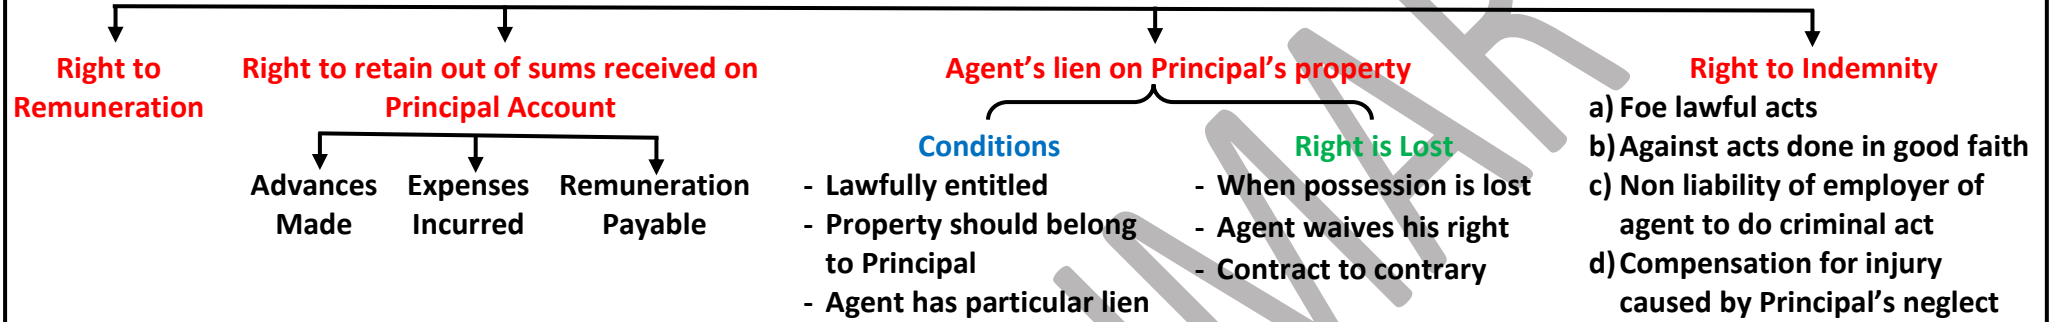 Right to
Remuneration
Right to retain out of sums received on
Principal Account
Advances
Made
Expenses
Incurred
Remuneration
Payable
Agent's lien on Principal's property
Conditions
- Lawfully entitled
- Property should belong
to Principal
- Agent has particular lien
Right is Lost
- When possession is lost
- Agent waives his right
- Contract to contrary
Right to Indemnity
a) Foe lawful acts
b) Against acts done in good faith
c) Non liability of employer of
agent to do criminal act
d) Compensation for injury
caused by Principal's neglect